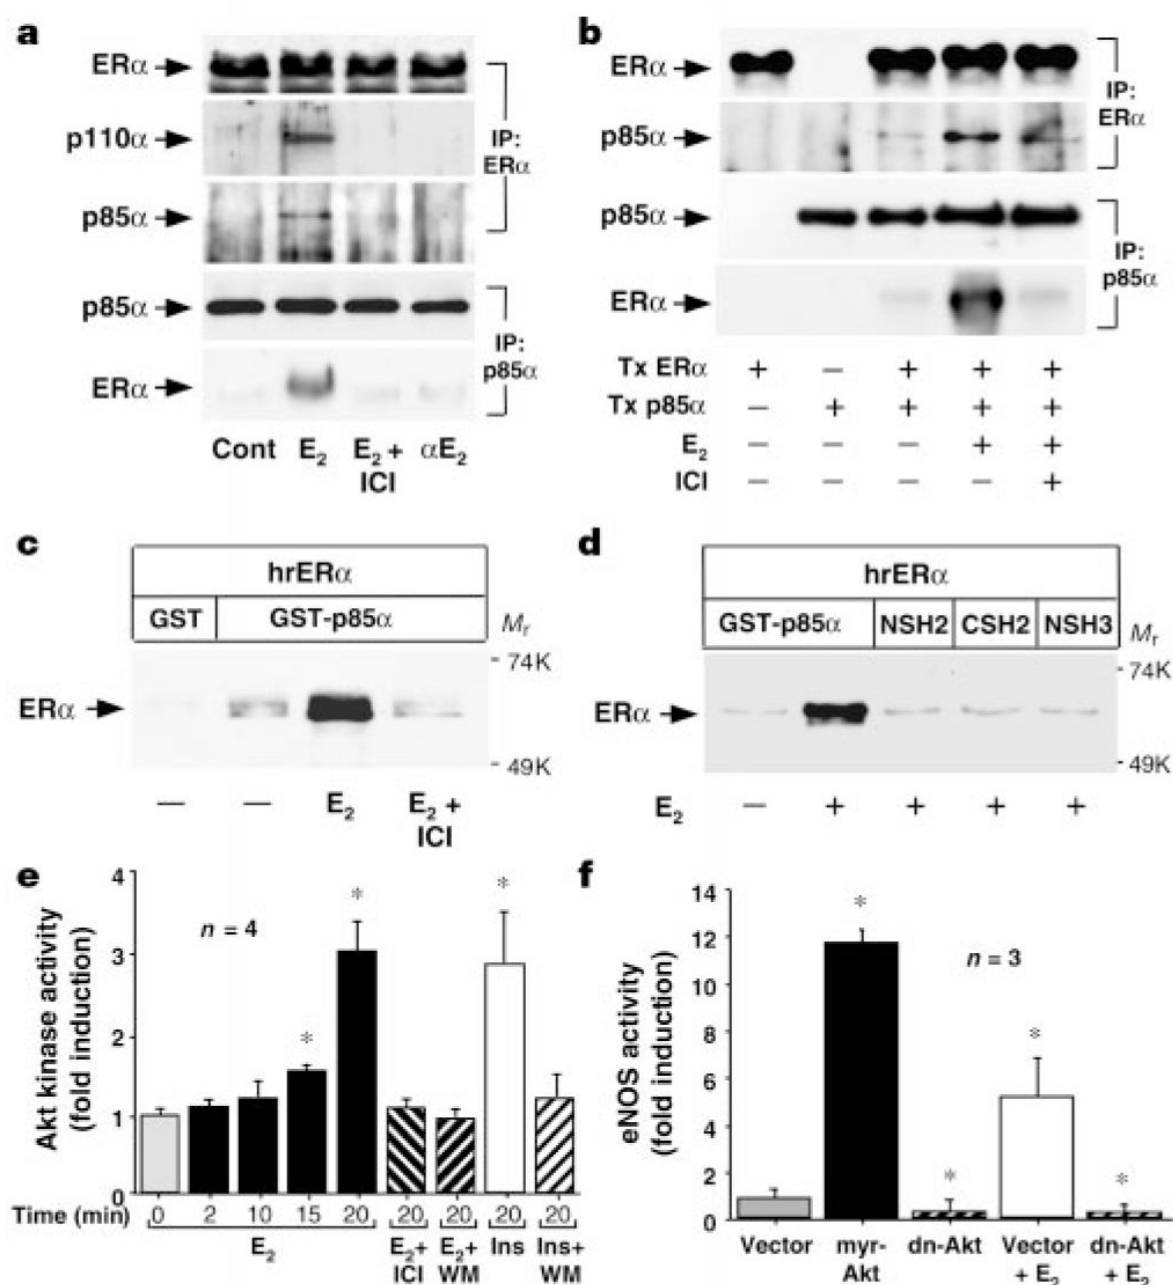 a
ERα
p110α
p85α
IP:
ERα
p85α
ERα
IP:
p85α
Cont E₂ E₂ + αE₂
ICI
b
ERα
p85α
IP:
ERα
p85α
ERα
IP:
p85α
Tx ERα + – + + +
Tx p85α – + + + +
E₂ – – – + +
ICI – – – – +
c
hrERα
GST GST-p85α Mr
74K
ERα
49K
— — E₂ E₂ +
ICI
d
hrERα
GST-p85α NSH2 CSH2 NSH3 Mr
74K
ERα
49K
E₂ — + + + +
e
Akt kinase activity
(fold induction)
4
3
2
1
0
n = 4
* * *
Time (min) 0 2 10 15 20 20 20 20 20
E₂ E₂+ E₂+ Ins Ins+
ICI WM WM
f
eNOS activity
(fold induction)
14
12
10
8
6
4
2
0
n = 3
* * * *
Vector myr- dn-Akt Vector dn-Akt
Akt + E₂ + E₂